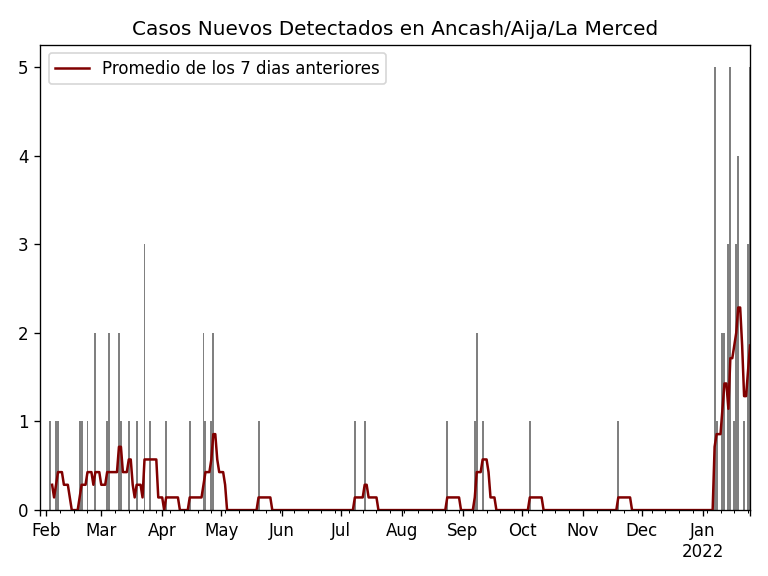 Casos Nuevos Detectados en Ancash/Aija/La Merced
Promedio de los 7 dias anteriores
5
4
3
2
1
0
Feb Mar Apr May Jun Jul Aug Sep Oct Nov Dec Jan
2022